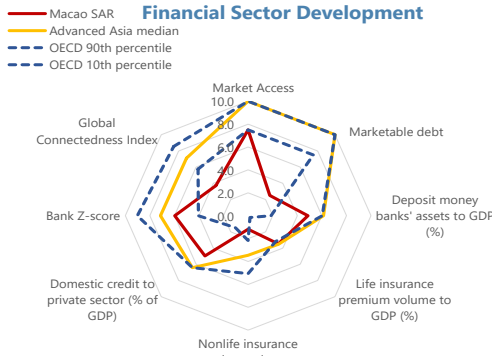 Financial Sector Development
Macao SAR
Advanced Asia median
OECD 90th percentile
OECD 10th percentile
Market Access
10.0
8.0
6.0
4.0
2.0
0.0
Marketable debt
Deposit money
banks' assets to GDP
(%)
Life insurance
premium volume to
GDP (%)
Nonlife insurance
Domestic credit to
private sector (% of
GDP)
Bank Z-score
Global
Connectedness Index